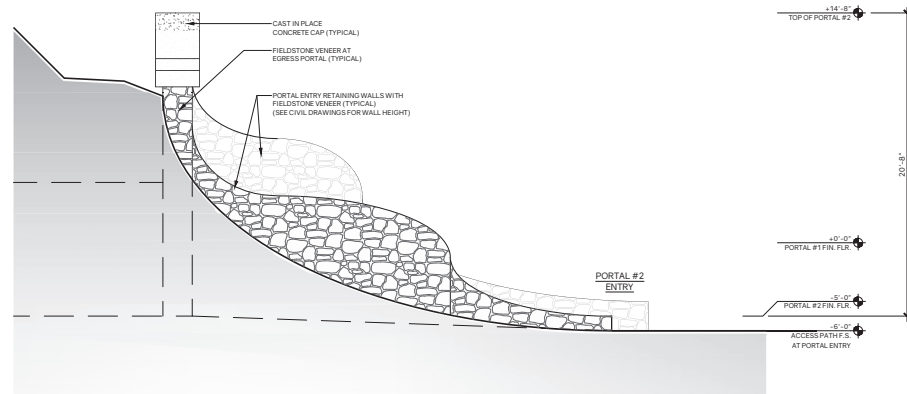 CAST IN PLACE
CONCRETE CAP (TYPICAL)
FIELDSTONE VENEER AT
EGRESS PORTAL (TYPICAL)
PORTAL ENTRY RETAINING WALLS WITH
FIELDSTONE VENEER (TYPICAL)
(SEE CIVIL DRAWINGS FOR WALL HEIGHT)
PORTAL #2
ENTRY
+14'-8"
TOP OF PORTAL #2
20'-8"
+0'-0"
PORTAL #1 FIN. FLR.
-5'-0"
PORTAL #2 FIN. FLR.
-6'-0"
ACCESS PATH F.S.
AT PORTAL ENTRY